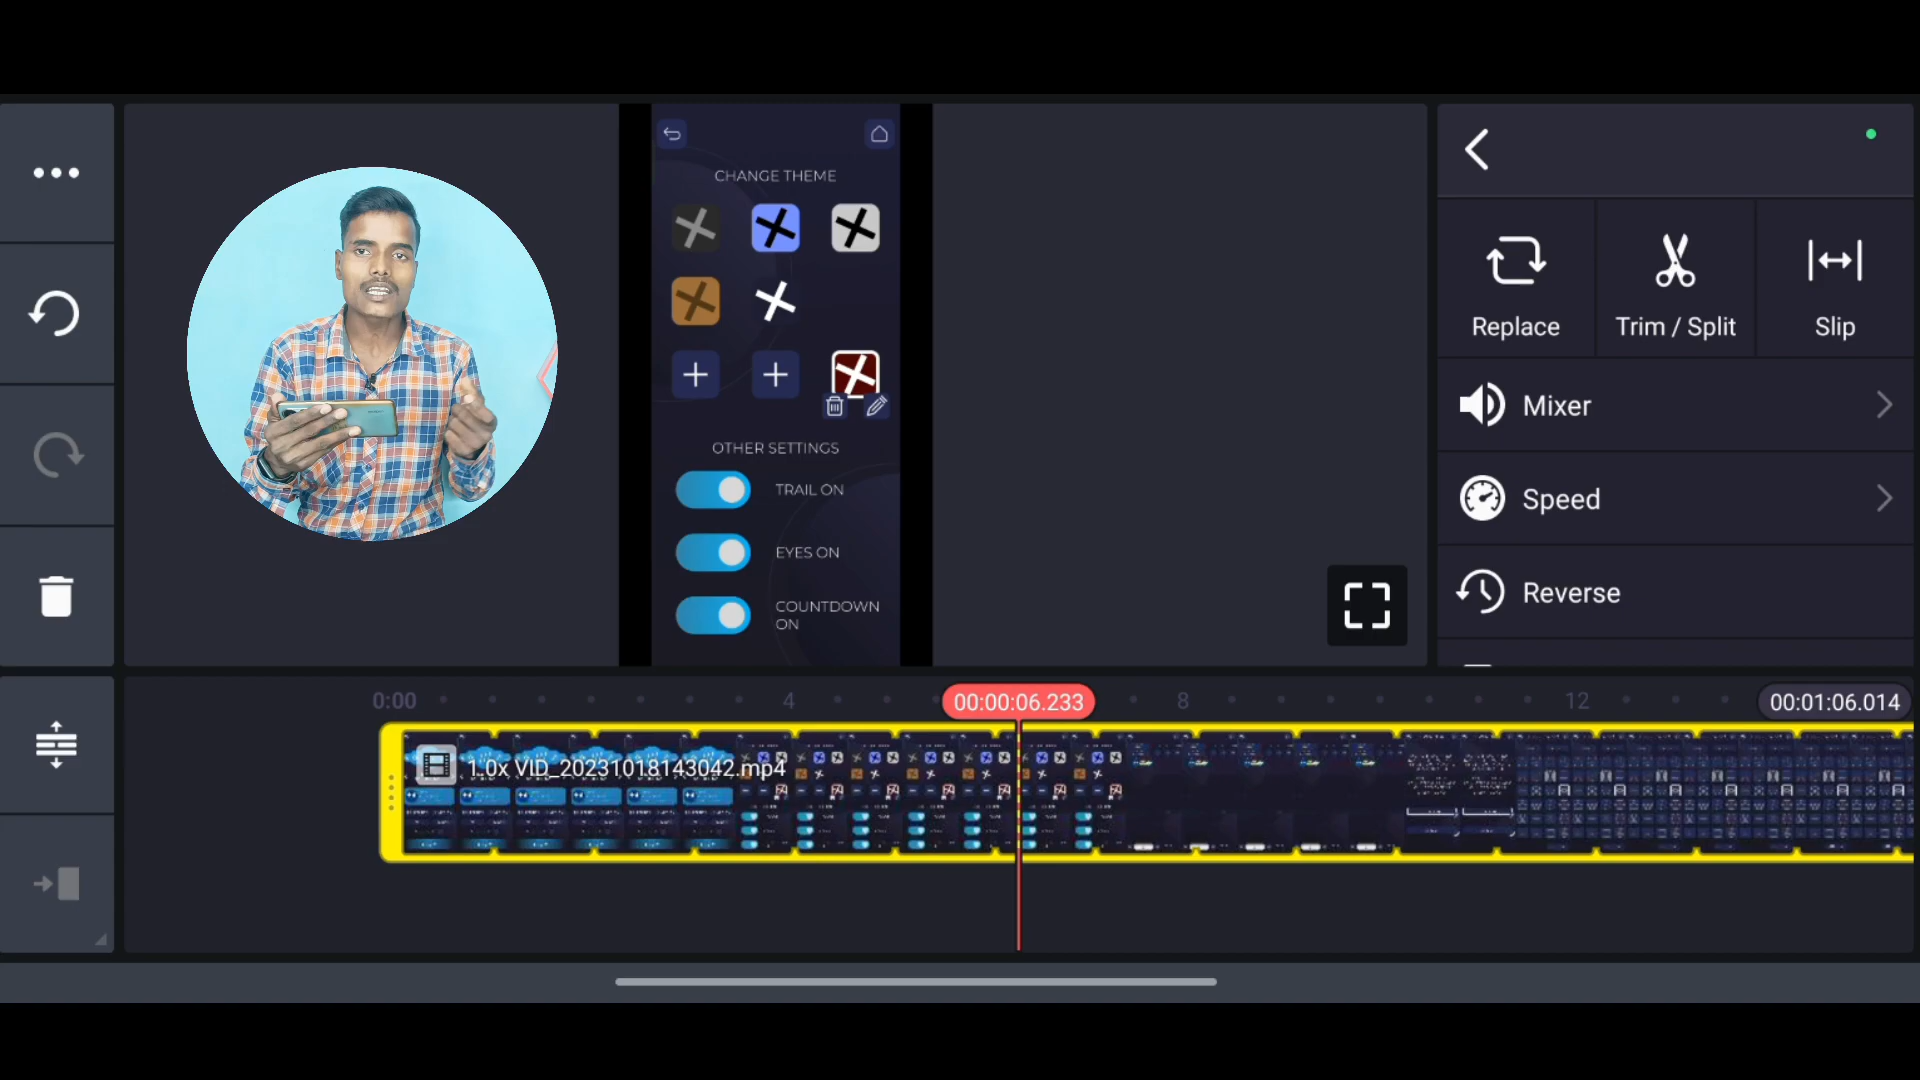 CHANGE THEME
OTHER SETTINGS
TRAIL ON
EYES ON
COUNTDOWN
ON
Replace
Trim / Split
Slip
Mixer
Speed
Reverse
0:00
4
00:00:06.233
8
12
00:01:06.014
1.0x VID_20231018143042.mp4